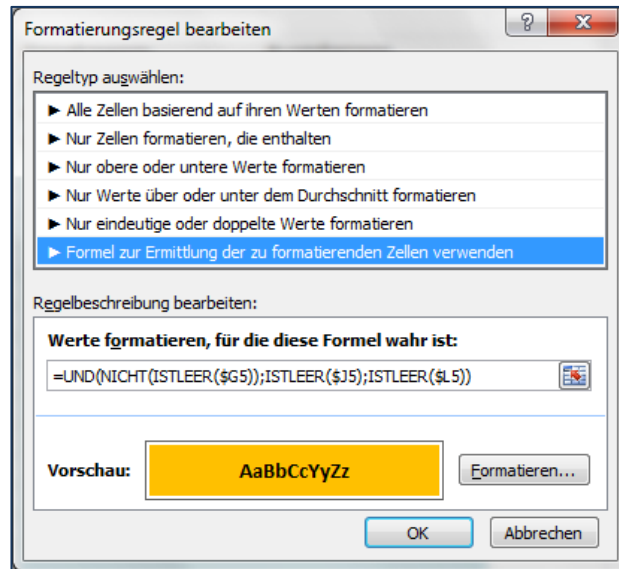 Formatierungsregel bearbeiten
Regeltyp auswählen:
► Alle Zellen basierend auf ihren Werten formatieren
► Nur Zellen formatieren, die enthalten
► Nur obere oder untere Werte formatieren
► Nur Werte über oder unter dem Durchschnitt formatieren
► Nur eindeutige oder doppelte Werte formatieren
► Formel zur Ermittlung der zu formatierenden Zellen verwenden
Regelbeschreibung bearbeiten:
Werte formatieren, für die diese Formel wahr ist:
=UND(NICHT(ISTLEER($G5));ISTLEER($J5);ISTLEER($L5))
Vorschau: AaBbCcYyZz Formatieren...
OK Abbrechen